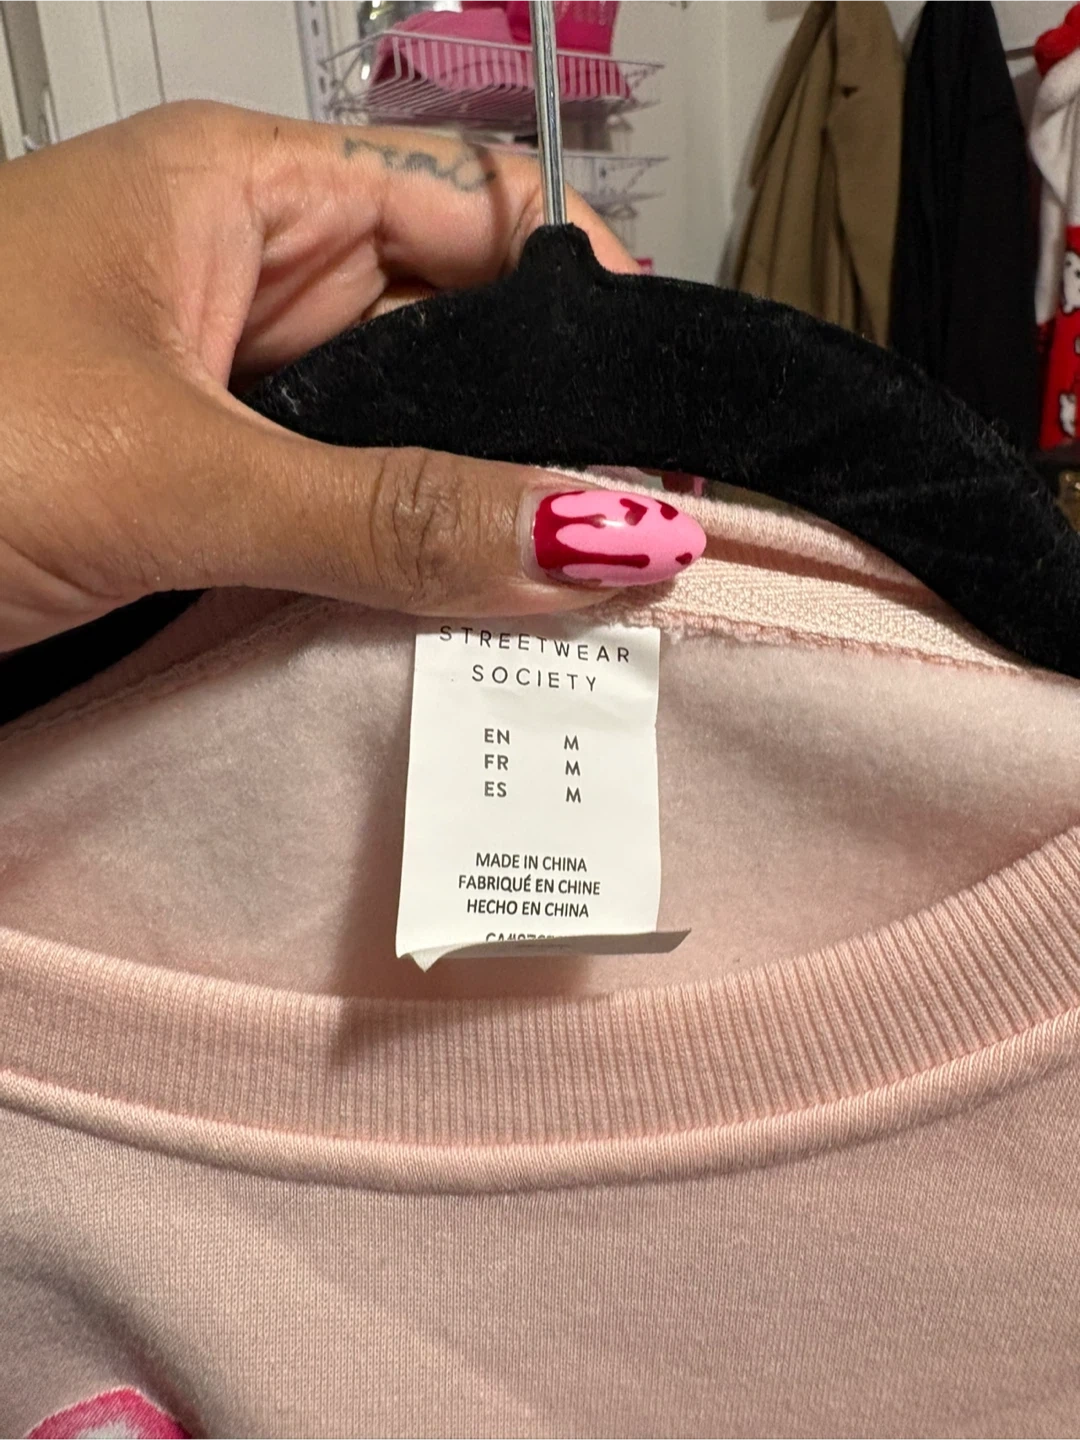 STREETWEAR
SOCIETY
EN M
FR M
ES M
MADE IN CHINA
FABRIQUÉ EN CHINE
HECHO EN CHINA